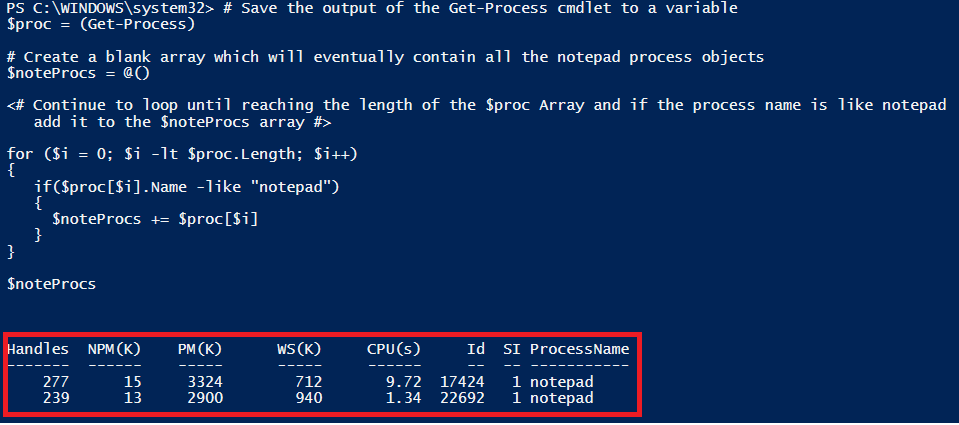 PS C:\WINDOWS\system32> # Save the output of the Get-Process cmdlet to a variable
$proc = (Get-Process)
# Create a blank array which will eventually contain all the notepad process objects
$noteProcs = @()
<# Continue to loop until reaching the length of the $proc Array and if the process name is like notepad
add it to the $noteProcs array #>
for ($i = 0; $i -lt $proc.Length; $i++)
{
if($proc[$i].Name -like "notepad")
{
$noteProcs += $proc[$i]
}
}
$noteProcs
Handles NPM(K) PM(K) WS(K) CPU(s) Id SI ProcessName
------- ------ ----- ----- ------ -- -- -----------
277 15 3324 712 9.72 17424 1 notepad
239 13 2900 940 1.34 22692 1 notepad